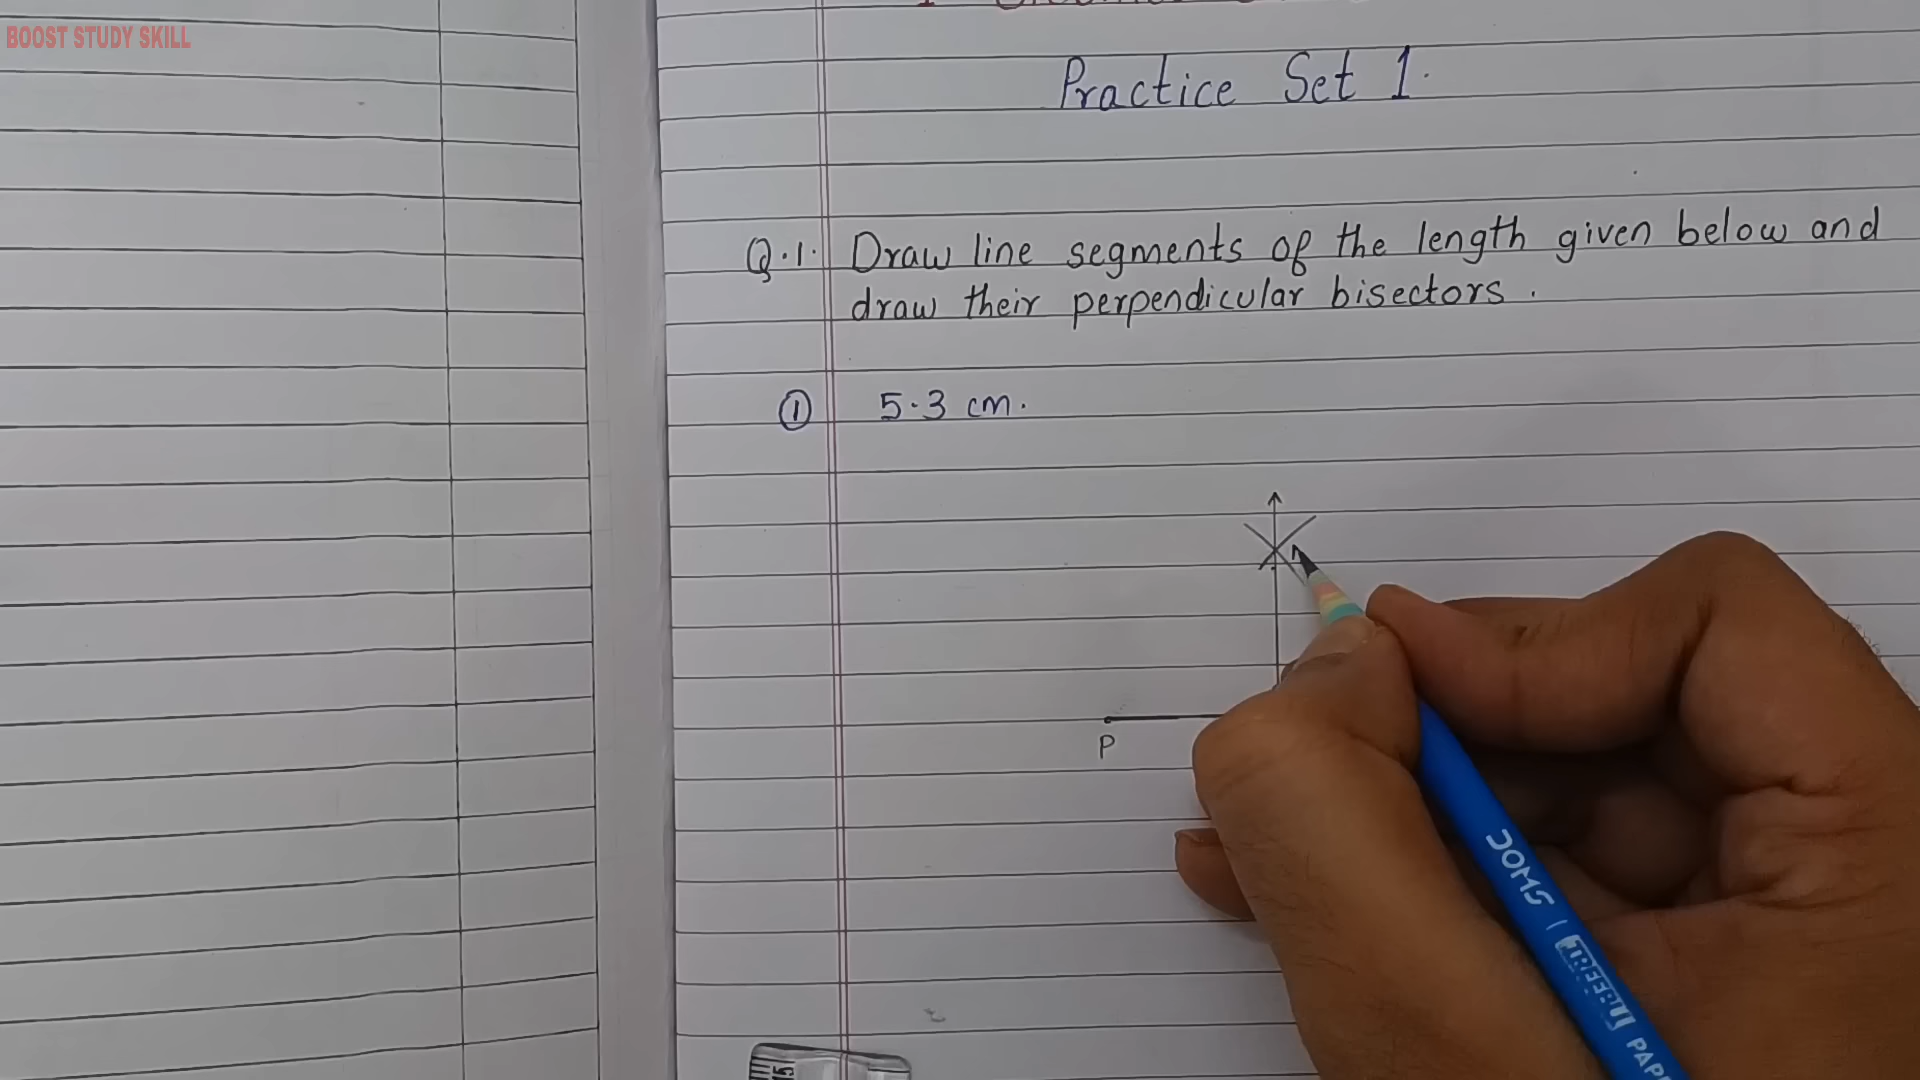 BOOST STUDY SKILL
Practice Set 1.
Q.1. Draw line segments of the length given below and
draw their perpendicular bisectors.
① 5.3 cm.
P
DOMS
15